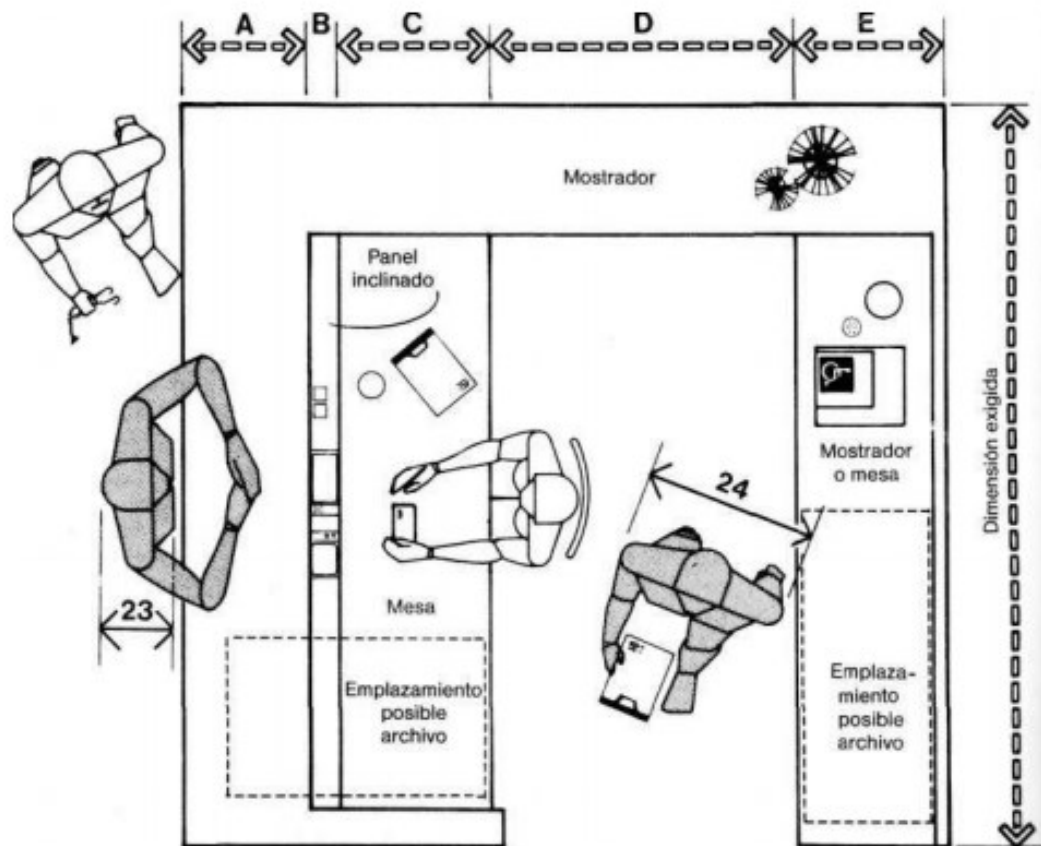 A
B
C
D
E
Mostrador
Panel
inclinado
Mostrador
o mesa
24
23
Mesa
Emplazamiento
posible
archivo
Emplaza-
miento
posible
archivo
Dimensión exigida